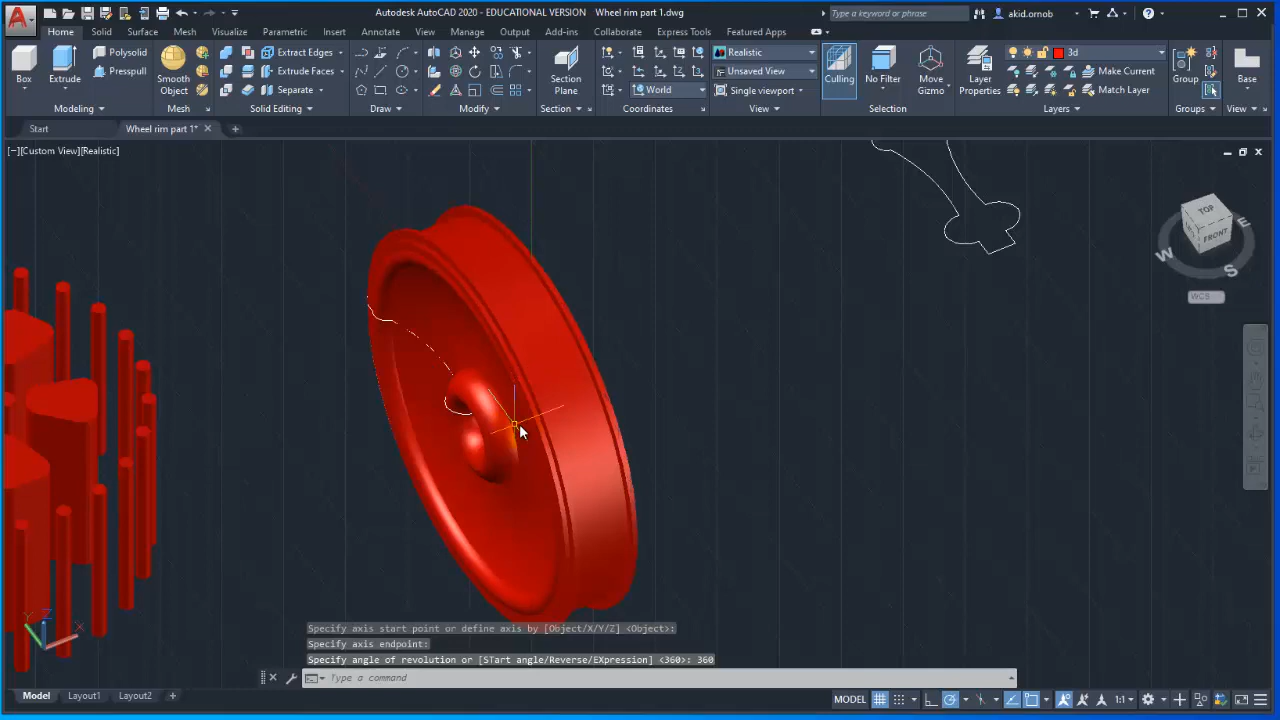 Autodesk AutoCAD 2020 - EDUCATIONAL VERSION Wheel rim part 1.dwg
Type a keyword or phrase
akid.ornob
Home Solid Surface Mesh Visualize Parametric Insert Annotate View Manage Output Add-ins Collaborate Express Tools Featured Apps
Box
Extrude
Polysolid
Presspull
Modeling
Smooth Object
Mesh
Extract Edges
Extrude Faces
Separate
Solid Editing
Draw
Modify
Section Plane
Section
World
Coordinates
Realistic
Unsaved View
Single viewport
View
Culling
No Filter
Move Gizmo
Selection
Layer Properties
3d
Make Current
Match Layer
Layers
Group
Groups
Base
View
Start
Wheel rim part 1*
[−][Custom View][Realistic]
TOP
FRONT
W
S
E
WCS
Y
Z
X
Specify axis start point or define axis by [Object/X/Y/Z] <Object>:
Specify axis endpoint:
Specify angle of revolution or [STart angle/Reverse/EXpression] <360>: 360
Type a command
Model Layout1 Layout2
MODEL
1:1